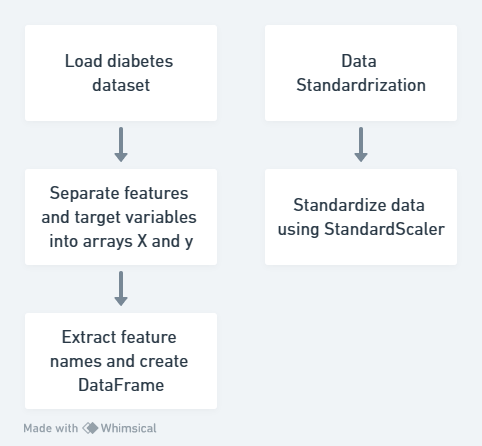 Load diabetes
dataset
Separate features
and target variables
into arrays X and y
Extract feature
names and create
DataFrame
Data
Standardrization
Standardize data
using StandardScaler
Made with Whimsical